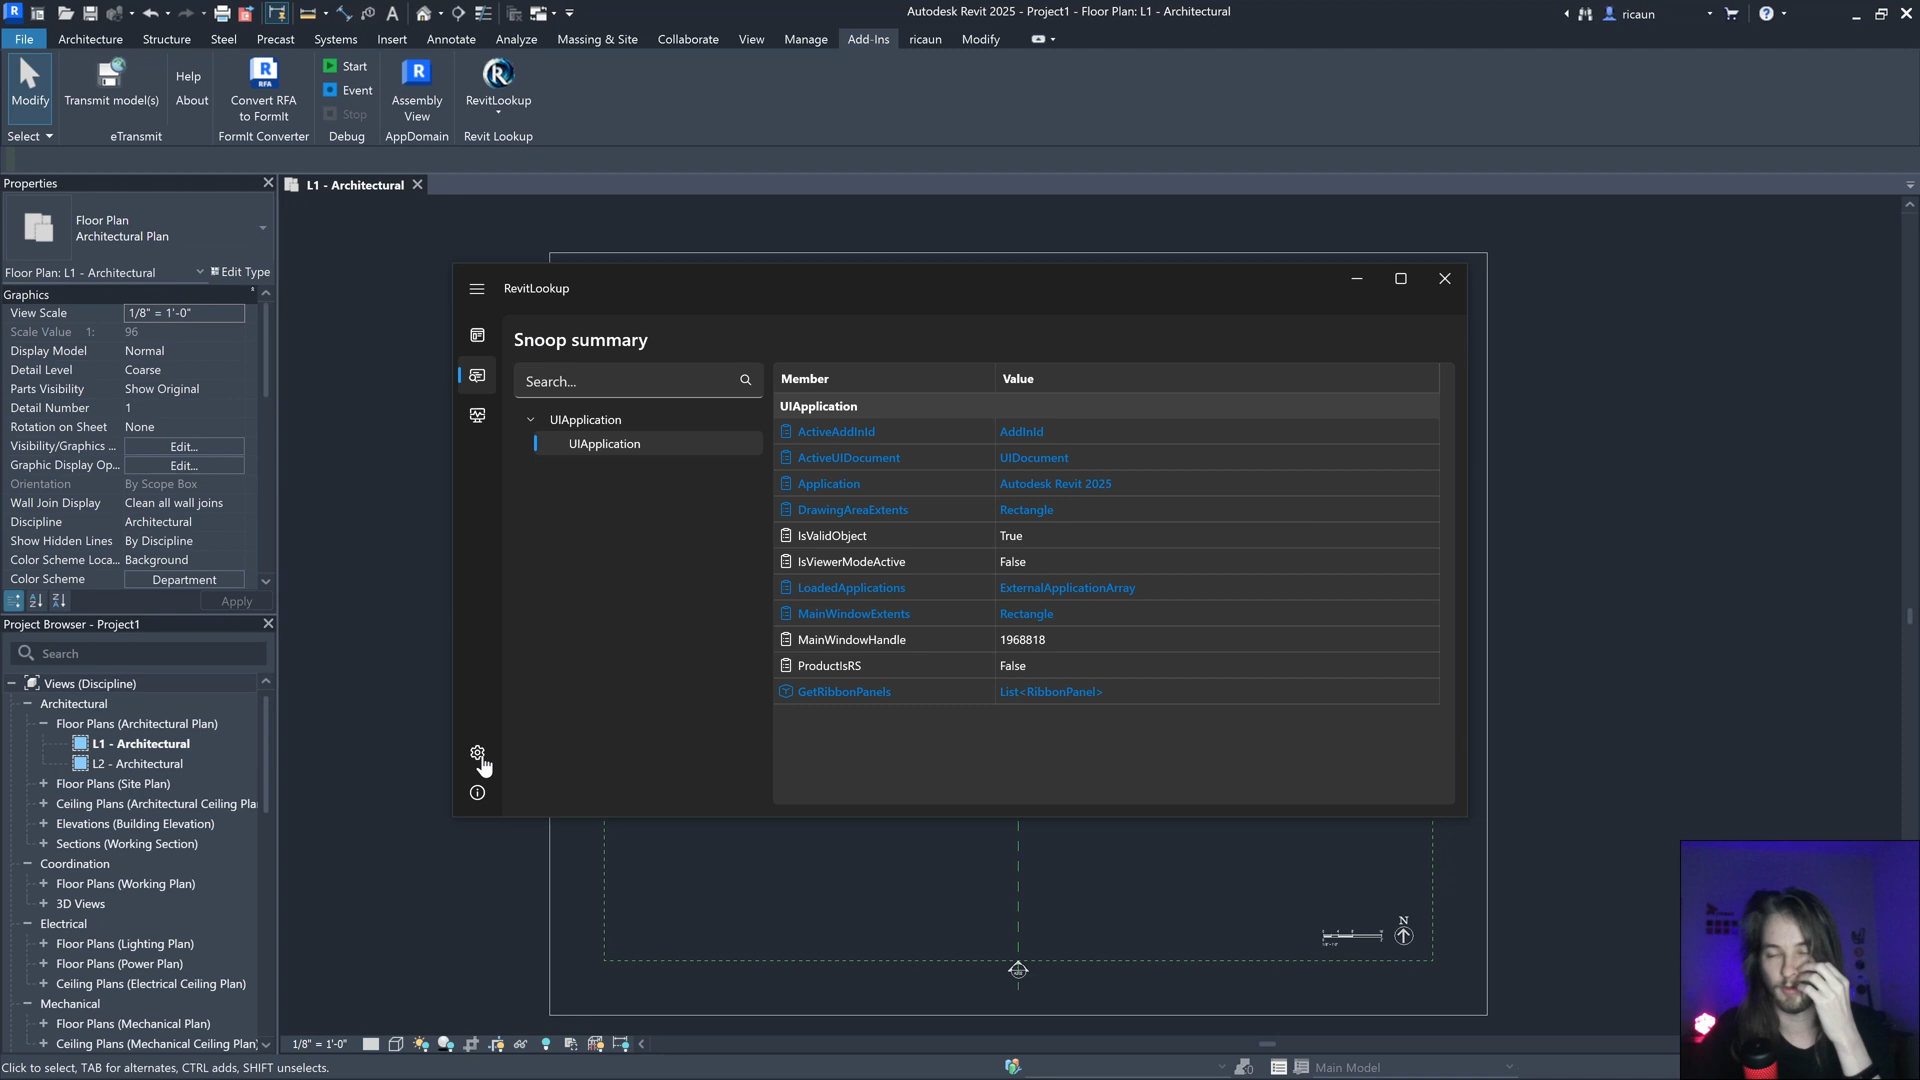 Autodesk Revit 2025 - Project1 - Floor Plan: L1 - Architectural
ricaun
File
Architecture
Structure
Steel
Precast
Systems
Insert
Annotate
Analyze
Massing & Site
Collaborate
View
Manage
Add-Ins
ricaun
Modify
Modify
Transmit model(s)
Help
About
Convert RFA
to FormIt
Start
Event
Stop
Assembly
View
RevitLookup
Select
eTransmit
FormIt Converter
Debug
AppDomain
Revit Lookup
Properties
L1 - Architectural
Floor Plan
Architectural Plan
Floor Plan: L1 - Architectural
Edit Type
Graphics
View Scale 1/8" = 1'-0"
Scale Value 1: 96
Display Model Normal
Detail Level Coarse
Parts Visibility Show Original
Detail Number 1
Rotation on Sheet None
Visibility/Graphics ... Edit...
Graphic Display Op... Edit...
Orientation By Scope Box
Wall Join Display Clean all wall joins
Discipline Architectural
Show Hidden Lines By Discipline
Color Scheme Loca... Background
Color Scheme Department
Apply
Project Browser - Project1
Search
Views (Discipline)
Architectural
Floor Plans (Architectural Plan)
L1 - Architectural
L2 - Architectural
Floor Plans (Site Plan)
Ceiling Plans (Architectural Ceiling Pla
Elevations (Building Elevation)
Sections (Working Section)
Coordination
Floor Plans (Working Plan)
3D Views
Electrical
Floor Plans (Lighting Plan)
Floor Plans (Power Plan)
Ceiling Plans (Electrical Ceiling Plan)
Mechanical
Floor Plans (Mechanical Plan)
Ceiling Plans (Mechanical Ceiling Plan)
RevitLookup
Snoop summary
Search...
UIApplication
UIApplication
Member Value
UIApplication
ActiveAddInId AddInId
ActiveUIDocument UIDocument
Application Autodesk Revit 2025
DrawingAreaExtents Rectangle
IsValidObject True
IsViewerModeActive False
LoadedApplications ExternalApplicationArray
MainWindowExtents Rectangle
MainWindowHandle 1968818
ProductIsRS False
GetRibbonPanels List<RibbonPanel>
N
1/8" = 1'-0"
Click to select, TAB for alternates, CTRL adds, SHIFT unselects.
:0
Main Model